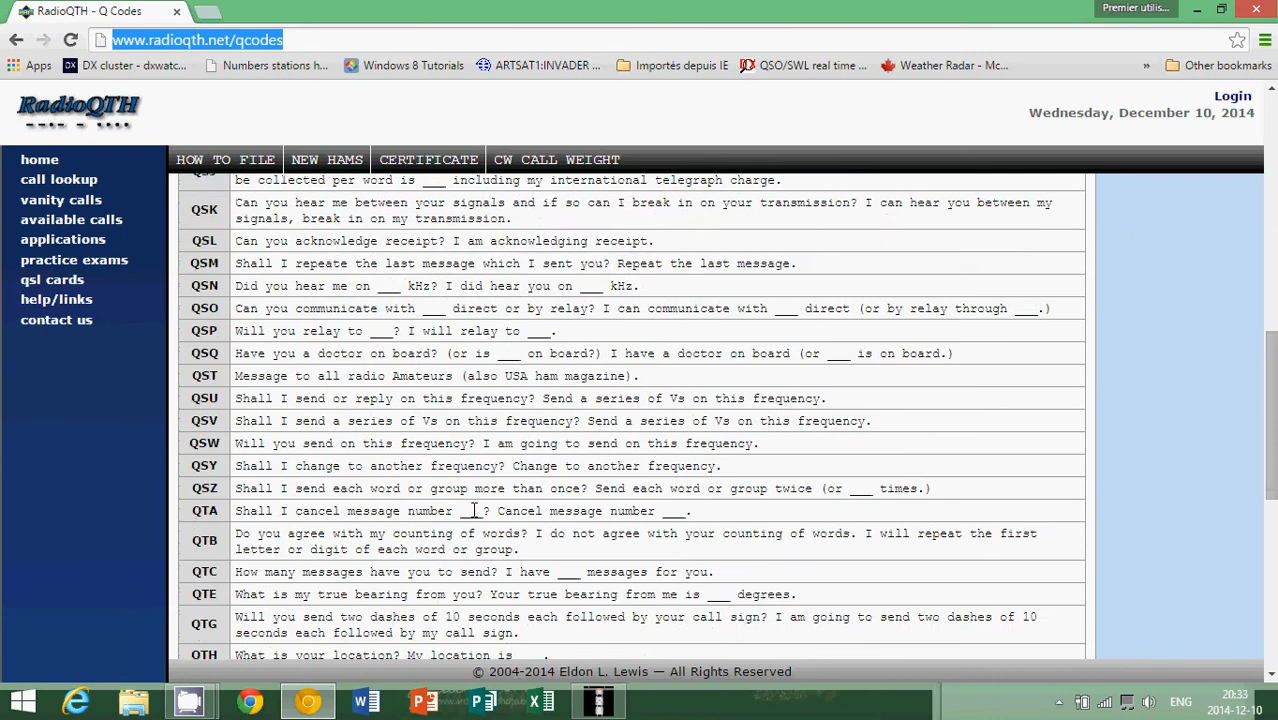 RadioQTH - Q Codes
Premier utilis...
www.radioqth.net/qcodes
Apps
DX cluster - dxwatc...
Numbers stations h...
Windows 8 Tutorials
ARTSAT1:INVADER ...
Importés depuis IE
QSO/SWL real time ...
Weather Radar - Mc...
»
Other bookmarks
RadioQTH
Login
Wednesday, December 10, 2014
home
call lookup
vanity calls
available calls
applications
practice exams
qsl cards
help/links
contact us
HOW TO FILE
NEW HAMS
CERTIFICATE
CW CALL WEIGHT
be collected per word is ___ including my international telegraph charge.
QSK Can you hear me between your signals and if so can I break in on your transmission? I can hear you between my
signals, break in on my transmission.
QSL Can you acknowledge receipt? I am acknowledging receipt.
QSM Shall I repeate the last message which I sent you? Repeat the last message.
QSN Did you hear me on ___ kHz? I did hear you on ___ kHz.
QSO Can you communicate with ___ direct or by relay? I can communicate with ___ direct (or by relay through ___.)
QSP Will you relay to ___? I will relay to ___.
QSQ Have you a doctor on board? (or is ___ on board?) I have a doctor on board (or ___ is on board.)
QST Message to all radio Amateurs (also USA ham magazine).
QSU Shall I send or reply on this frequency? Send a series of Vs on this frequency.
QSV Shall I send a series of Vs on this frequency? Send a series of Vs on this frequency.
QSW Will you send on this frequency? I am going to send on this frequency.
QSY Shall I change to another frequency? Change to another frequency.
QSZ Shall I send each word or group more than once? Send each word or group twice (or ___ times.)
QTA Shall I cancel message number ___? Cancel message number ___.
QTB Do you agree with my counting of words? I do not agree with your counting of words. I will repeat the first
letter or digit of each word or group.
QTC How many messages have you to send? I have ___ messages for you.
QTE What is my true bearing from you? Your true bearing from me is ___ degrees.
QTG Will you send two dashes of 10 seconds each followed by your call sign? I am going to send two dashes of 10
seconds each followed by my call sign.
QTH What is your location? My location is ___.
© 2004-2014 Eldon L. Lewis — All Rights Reserved
ENG
20:33
2014-12-10